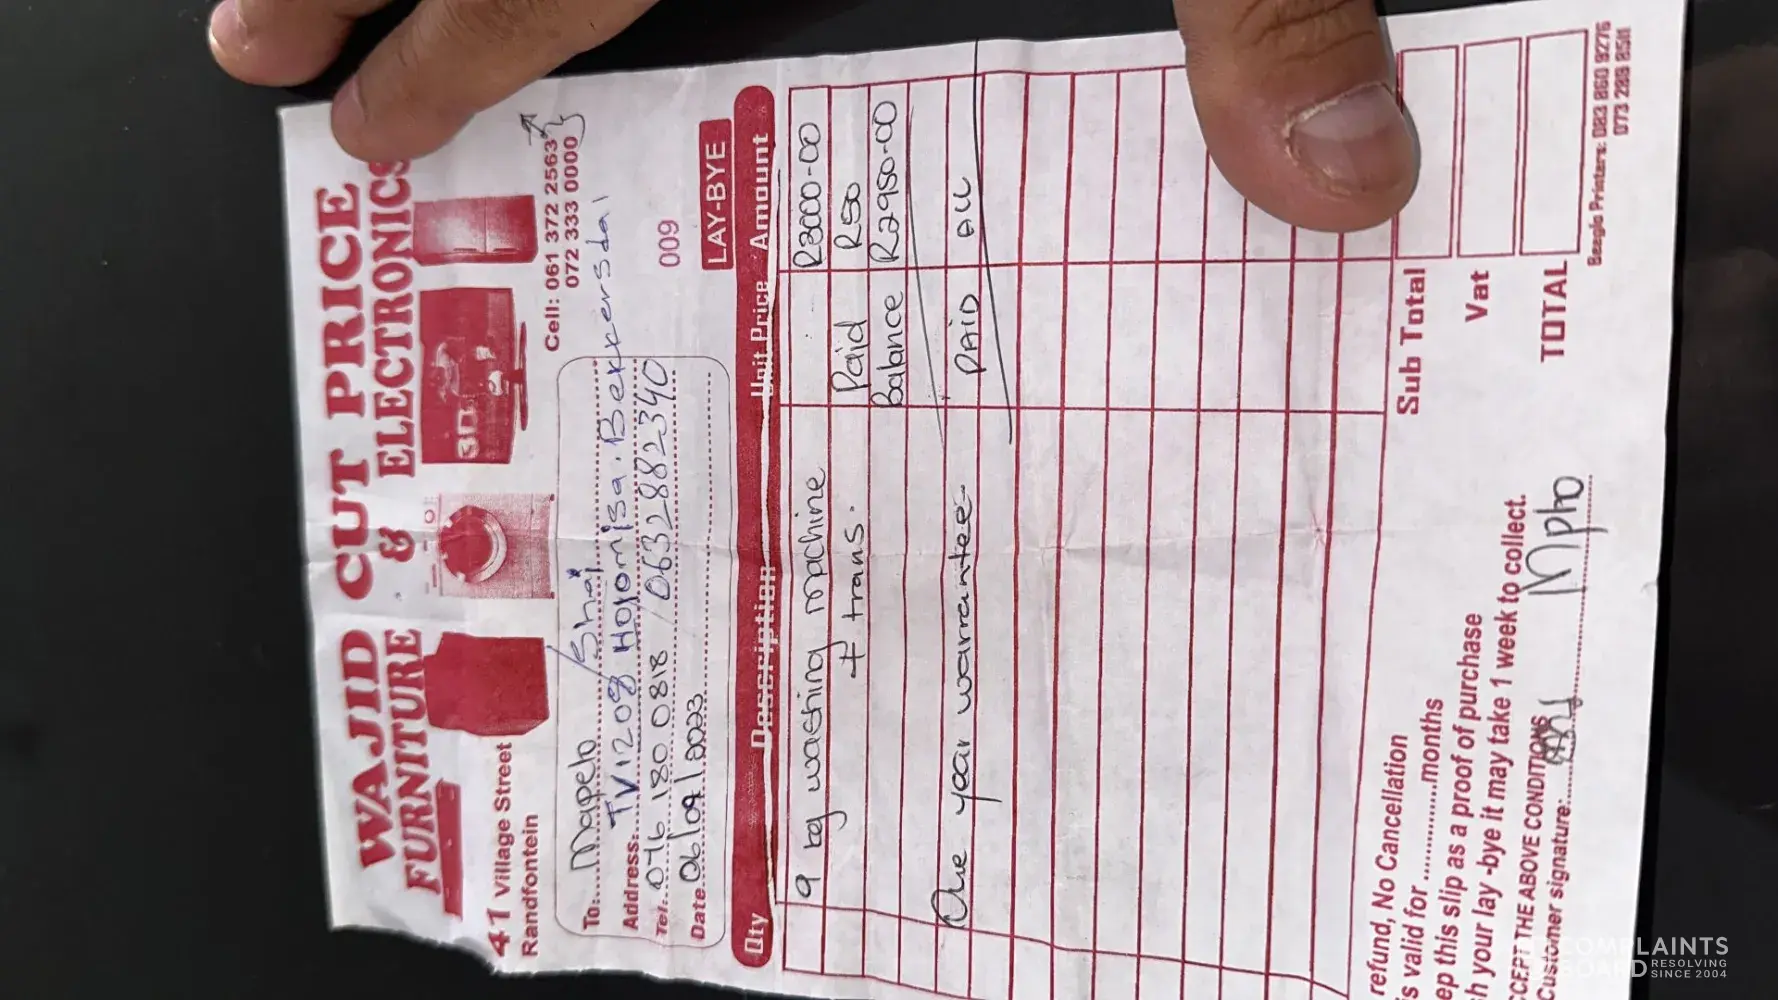 WAJID CUT PRICE
FURNITURE & ELECTRONICS
3D
41 Village Street
Randfontein
Cell: 061 372 2563
072 333 0000
To: Mapelo / Shaj
Address: TV1208 Holomisa. Bekkersdal
Tel: 076 180 0818 / 0632882340
Date 06/09/2023
009
LAY-BYE
Qty Description Unit Price Amount
9 kg washing machine R3000-00
+ trans. Paid R50
balance R2950-00
One year warrantee PAID ALL
refund, No Cancellation
is valid for ............months
ep this slip as a proof of purchase
h your lay -bye it may take 1 week to collect.
CCEPT THE ABOVE CONDITIONS
Customer signature: Mpho
Sub Total
Vat
TOTAL
Beagle Printers: 083 860 9276
073 289 8511
COMPLAINTS
BOARD RESOLVING
SINCE 2004